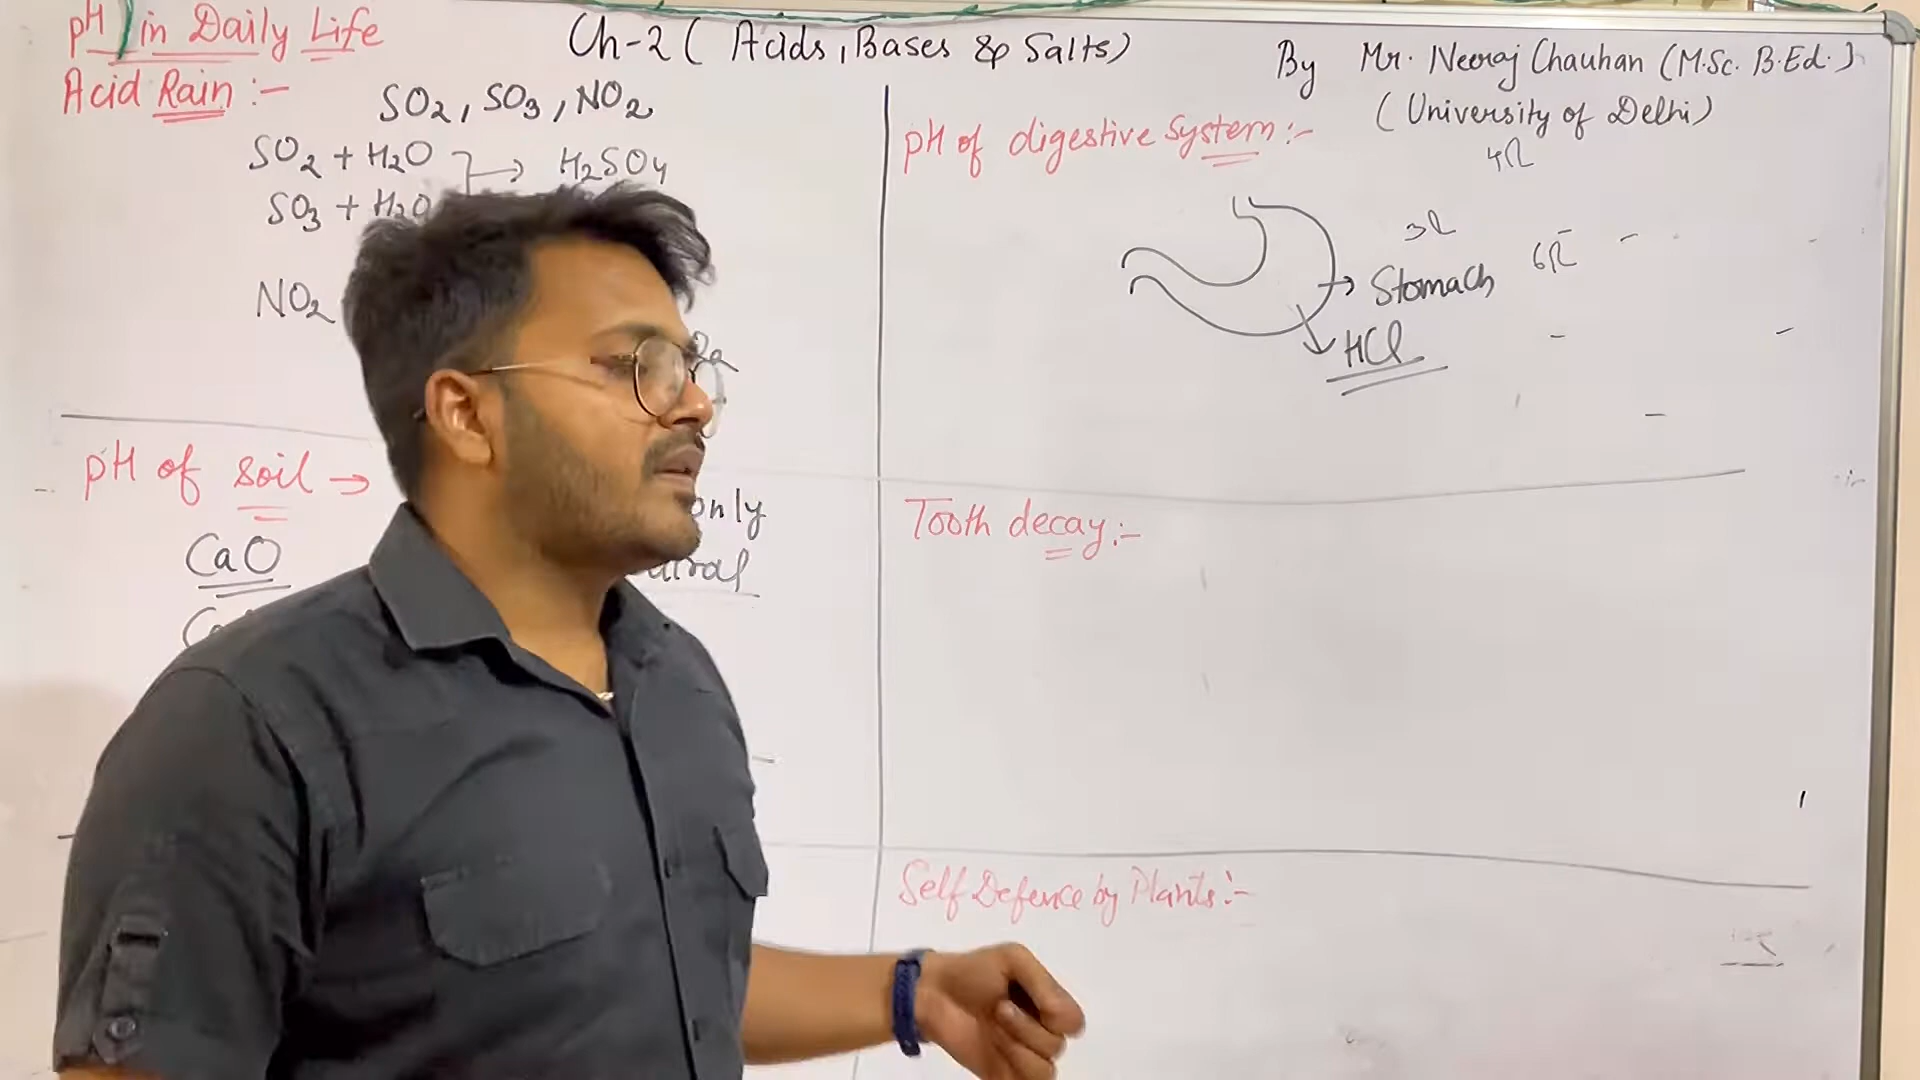 pH in Daily Life
Ch-2 ( Acids, Bases & Salts)
By Mr. Neeraj Chauhan (M.Sc. B.Ed.)
(University of Delhi)
Acid Rain :-
SO2, SO3, NO2
SO2 + H2O → H2SO4
SO3 + H2O
NO2
pH of soil →
only
CaO
pH of digestive system :-
4Ω
6Ω
→ Stomach
HCl
Tooth decay :-
Self Defence by Plants :-